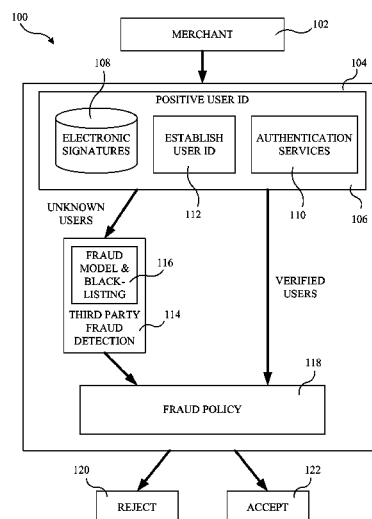 100
MERCHANT
102
108
POSITIVE USER ID
104
ELECTRONIC
SIGNATURES
ESTABLISH
USER ID
AUTHENTICATION
SERVICES
112
110
106
UNKNOWN
USERS
FRAUD
MODEL &
BLACK-
LISTING
116
THIRD PARTY
FRAUD
DETECTION
114
VERIFIED
USERS
118
FRAUD POLICY
120
122
REJECT
ACCEPT